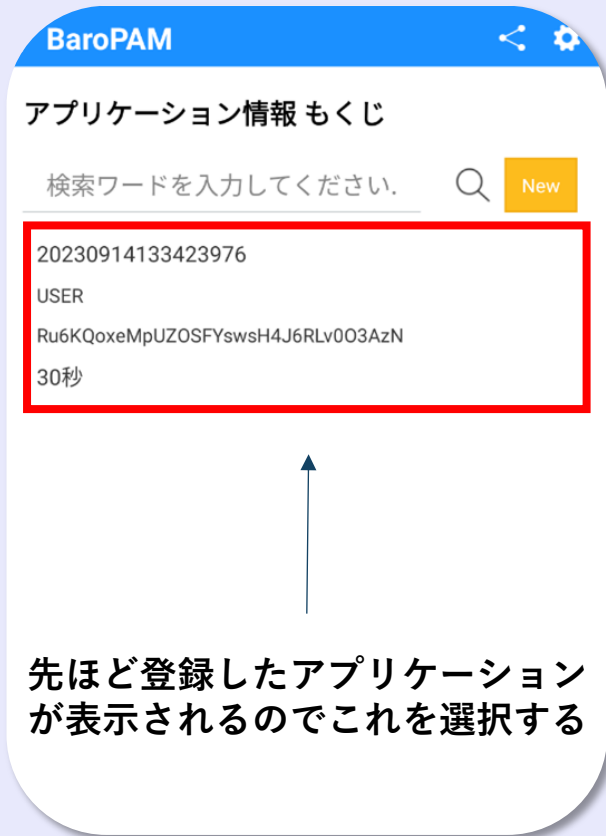 BaroPAM
アプリケーション情報 もくじ
検索ワードを入力してください.
New
20230914133423976
USER
Ru6KQoxeMpUZOSFYswsH4J6RLv0O3AzN
30秒
先ほど登録したアプリケーション
が表示されるのでこれを選択する